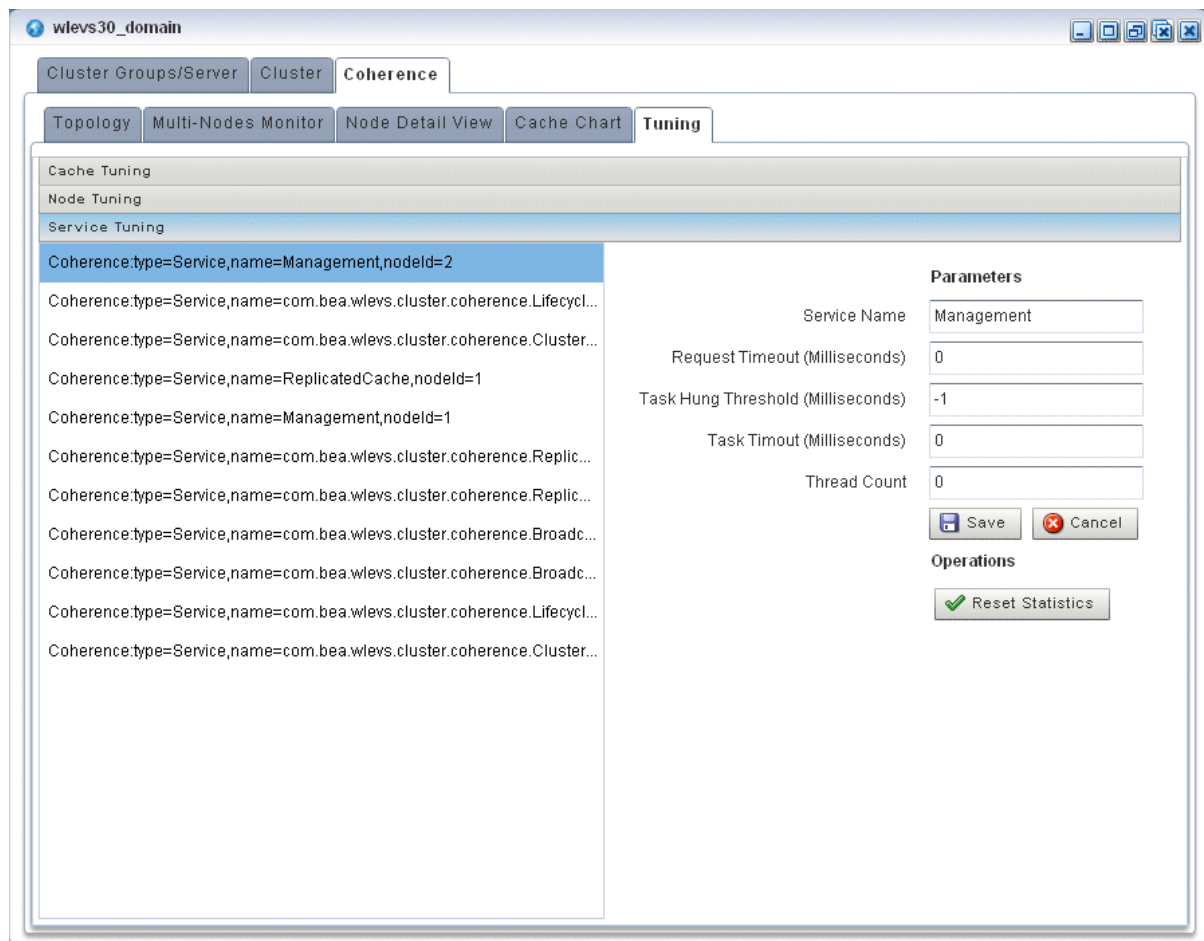 wlevs30_domain
Cluster Groups/Server Cluster Coherence
Topology Multi-Nodes Monitor Node Detail View Cache Chart Tuning
Cache Tuning
Node Tuning
Service Tuning
Coherence:type=Service,name=Management,nodeId=2
Coherence:type=Service,name=com.bea.wlevs.cluster.coherence.Lifecycl...
Coherence:type=Service,name=com.bea.wlevs.cluster.coherence.Cluster...
Coherence:type=Service,name=ReplicatedCache,nodeId=1
Coherence:type=Service,name=Management,nodeId=1
Coherence:type=Service,name=com.bea.wlevs.cluster.coherence.Replic...
Coherence:type=Service,name=com.bea.wlevs.cluster.coherence.Replic...
Coherence:type=Service,name=com.bea.wlevs.cluster.coherence.Broadc...
Coherence:type=Service,name=com.bea.wlevs.cluster.coherence.Broadc...
Coherence:type=Service,name=com.bea.wlevs.cluster.coherence.Lifecycl...
Coherence:type=Service,name=com.bea.wlevs.cluster.coherence.Cluster...
Parameters
Service Name Management
Request Timeout (Milliseconds) 0
Task Hung Threshold (Milliseconds) -1
Task Timout (Milliseconds) 0
Thread Count 0
Save Cancel
Operations
Reset Statistics